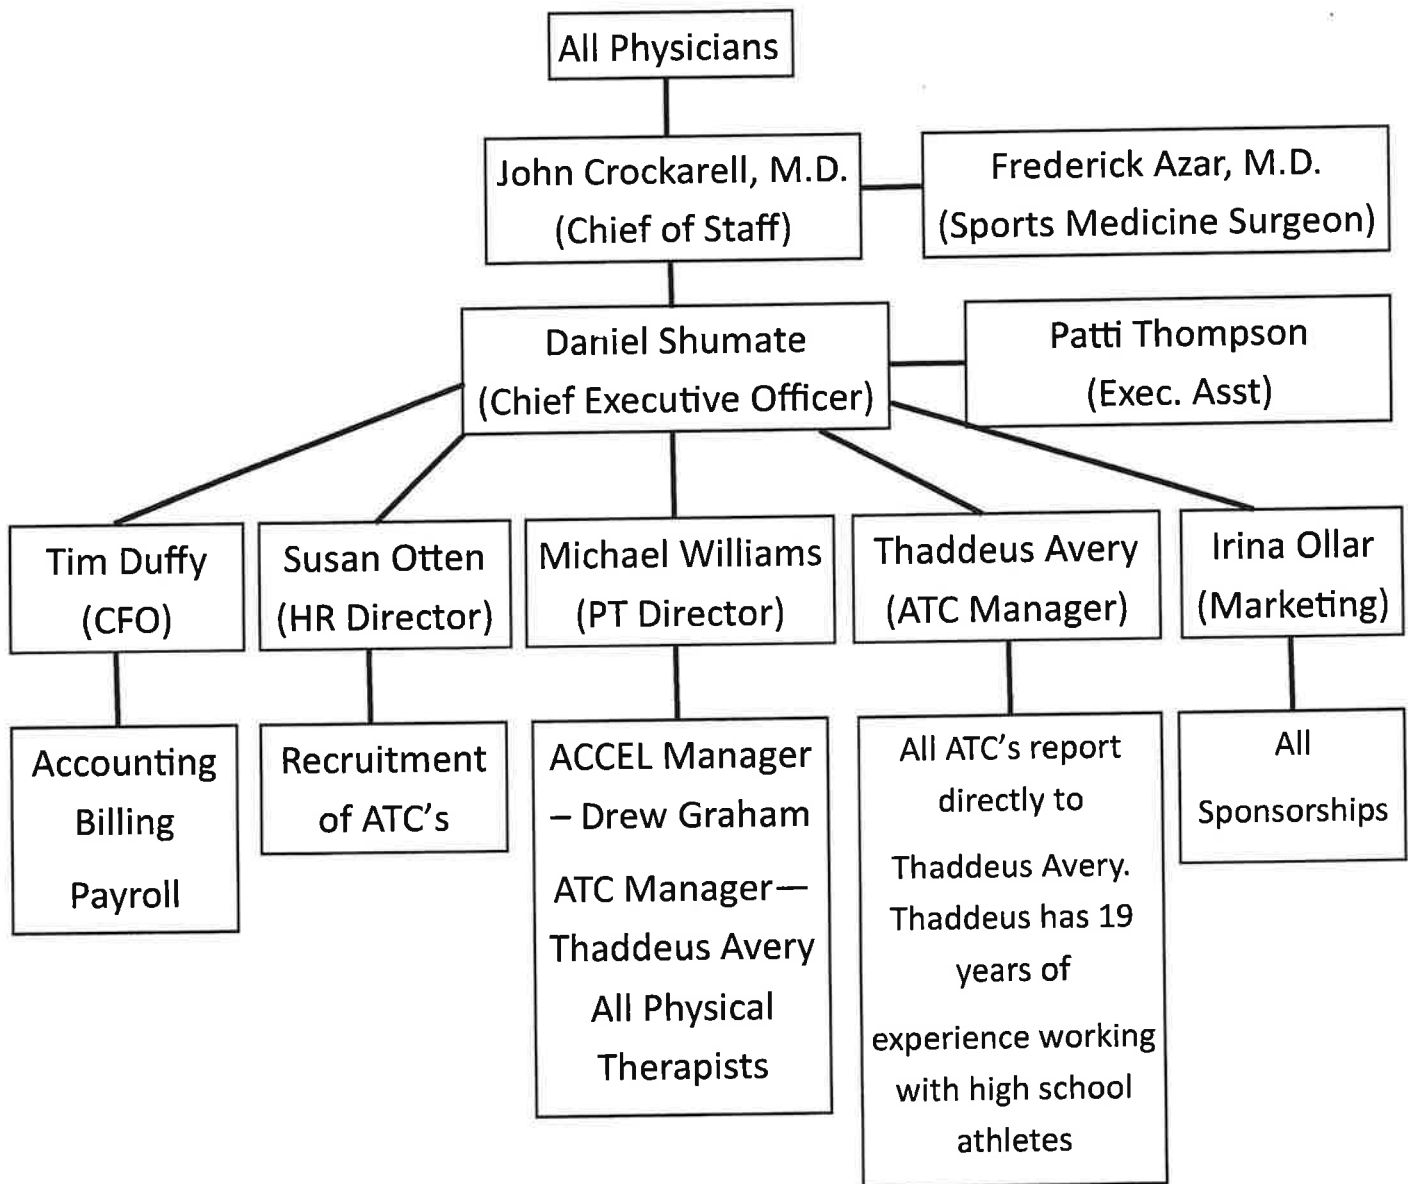 All Physicians
John Crockarell, M.D.
(Chief of Staff)
Frederick Azar, M.D.
(Sports Medicine Surgeon)
Daniel Shumate
(Chief Executive Officer)
Patti Thompson
(Exec. Asst)
Tim Duffy
(CFO)
Susan Otten
(HR Director)
Michael Williams
(PT Director)
Thaddeus Avery
(ATC Manager)
Irina Ollar
(Marketing)
Accounting
Billing
Payroll
Recruitment
of ATC’s
ACCEL Manager
– Drew Graham
ATC Manager—
Thaddeus Avery
All Physical
Therapists
All ATC’s report
directly to
Thaddeus Avery.
Thaddeus has 19
years of
experience working
with high school
athletes
All
Sponsorships